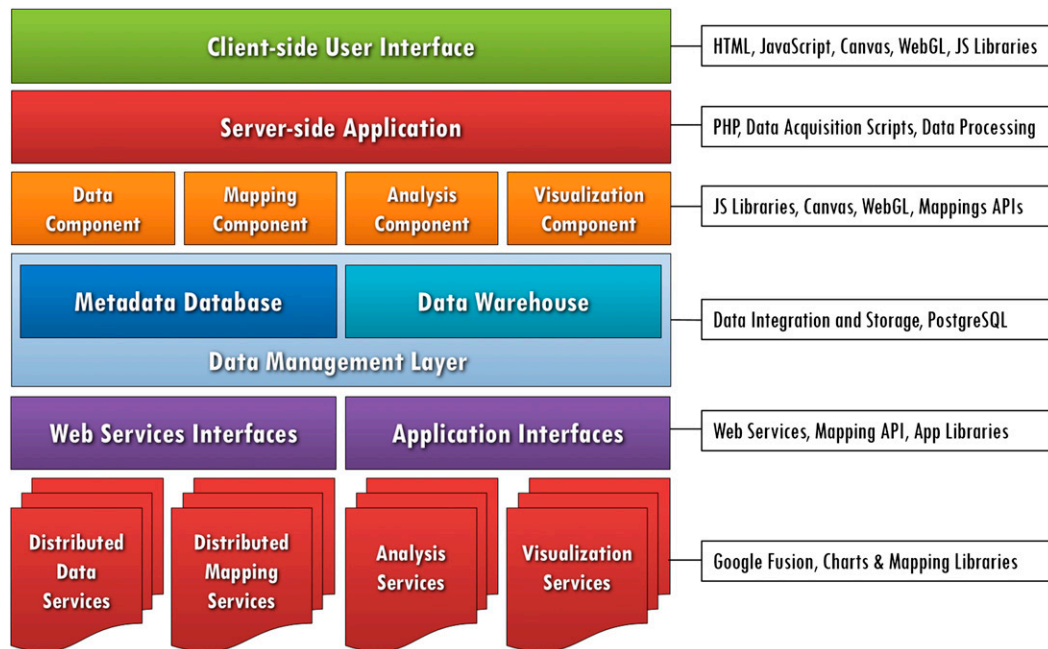 Client-side User Interface
HTML, JavaScript, Canvas, WebGL, JS Libraries
Server-side Application
PHP, Data Acquisition Scripts, Data Processing
Data
Component
Mapping
Component
Analysis
Component
Visualization
Component
JS Libraries, Canvas, WebGL, Mappings APIs
Metadata Database
Data Warehouse
Data Management Layer
Data Integration and Storage, PostgreSQL
Web Services Interfaces
Application Interfaces
Web Services, Mapping API, App Libraries
Distributed
Data
Services
Distributed
Mapping
Services
Analysis
Services
Visualization
Services
Google Fusion, Charts & Mapping Libraries